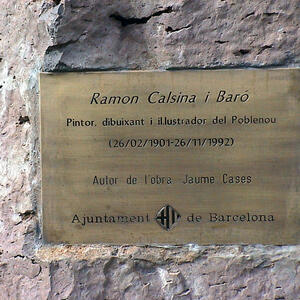 Ramon Calsina i Baró
Pintor, dibuixant i il.lustrador del Poblenou
(26/02/1901-26/11/1992)
Autor de l'obra: Jaume Cases
Ajuntament de Barcelona